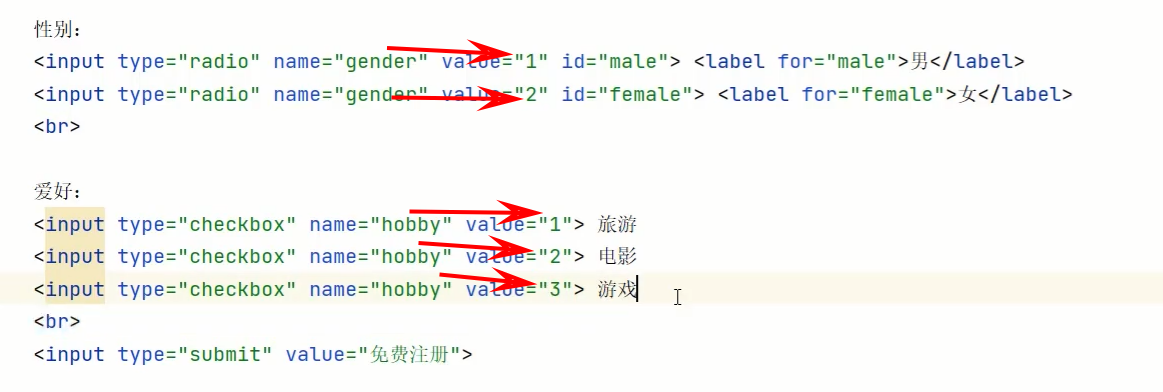 性别：
<input type="radio" name="gender" value="1" id="male"> <label for="male">男</label>
<input type="radio" name="gender" value="2" id="female"> <label for="female">女</label>
<br>
爱好：
<input type="checkbox" name="hobby" value="1"> 旅游
<input type="checkbox" name="hobby" value="2"> 电影
<input type="checkbox" name="hobby" value="3"> 游戏
<br>
<input type="submit" value="免费注册">